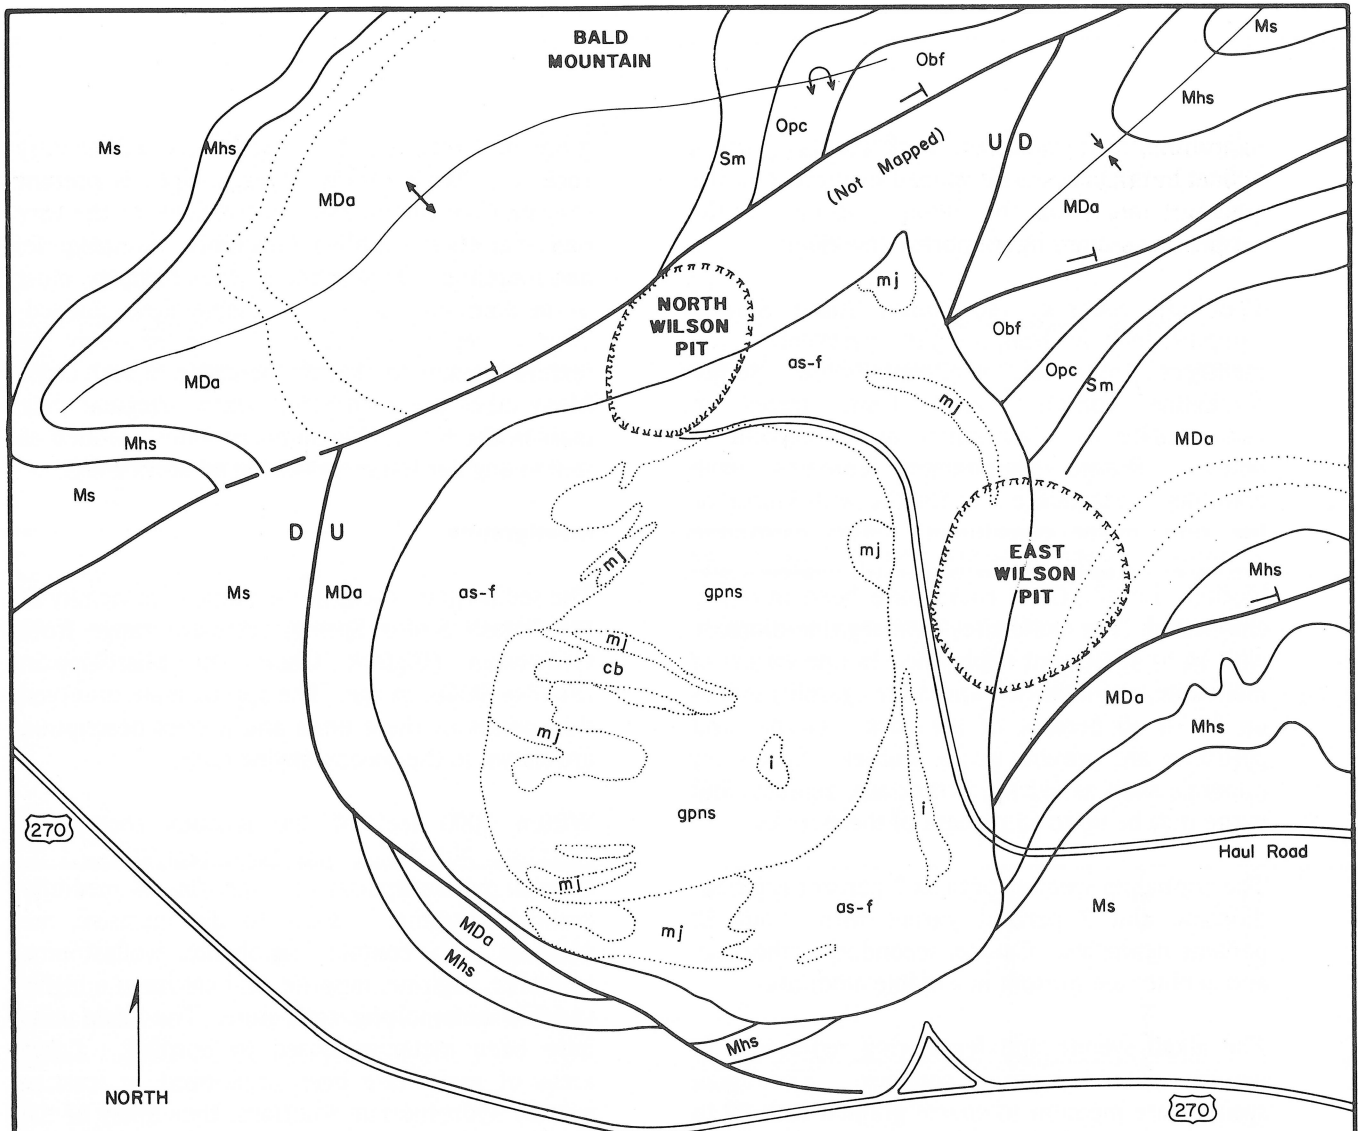 BALD
MOUNTAIN
Ms
Obf
Mhs
Opc
Ms
Mhs
Sm
U D
(Not Mapped)
MDa
MDa
mj
NORTH
WILSON
PIT
Obf
as-f
Opc
Sm
MDa
mj
Mhs
MDa
Ms
D U
mj
mj
EAST
WILSON
PIT
Mhs
Ms
MDa
as-f
gpns
mj
cb
MDa
Mhs
mj
i
gpns
i
270
Haul Road
mj
as-f
Ms
MDa
mj
Mhs
Mhs
NORTH
270